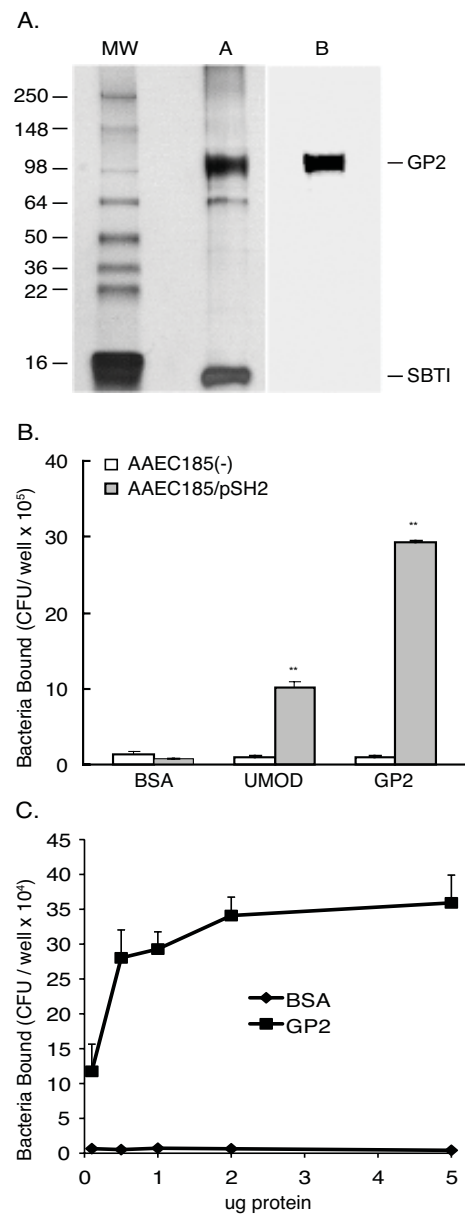 A.
MW A B
250
148
98
64
50
36
22
16
GP2
SBTI
B.
AAEC185(-)
AAEC185/pSH2
Bacteria Bound (CFU/ well x 10⁵)
40
30
20
10
0
**
**
BSA UMOD GP2
C.
Bacteria Bound (CFU / well x 10⁴)
45
40
35
30
25
20
15
10
5
0
BSA
GP2
0 1 2 3 4 5
ug protein